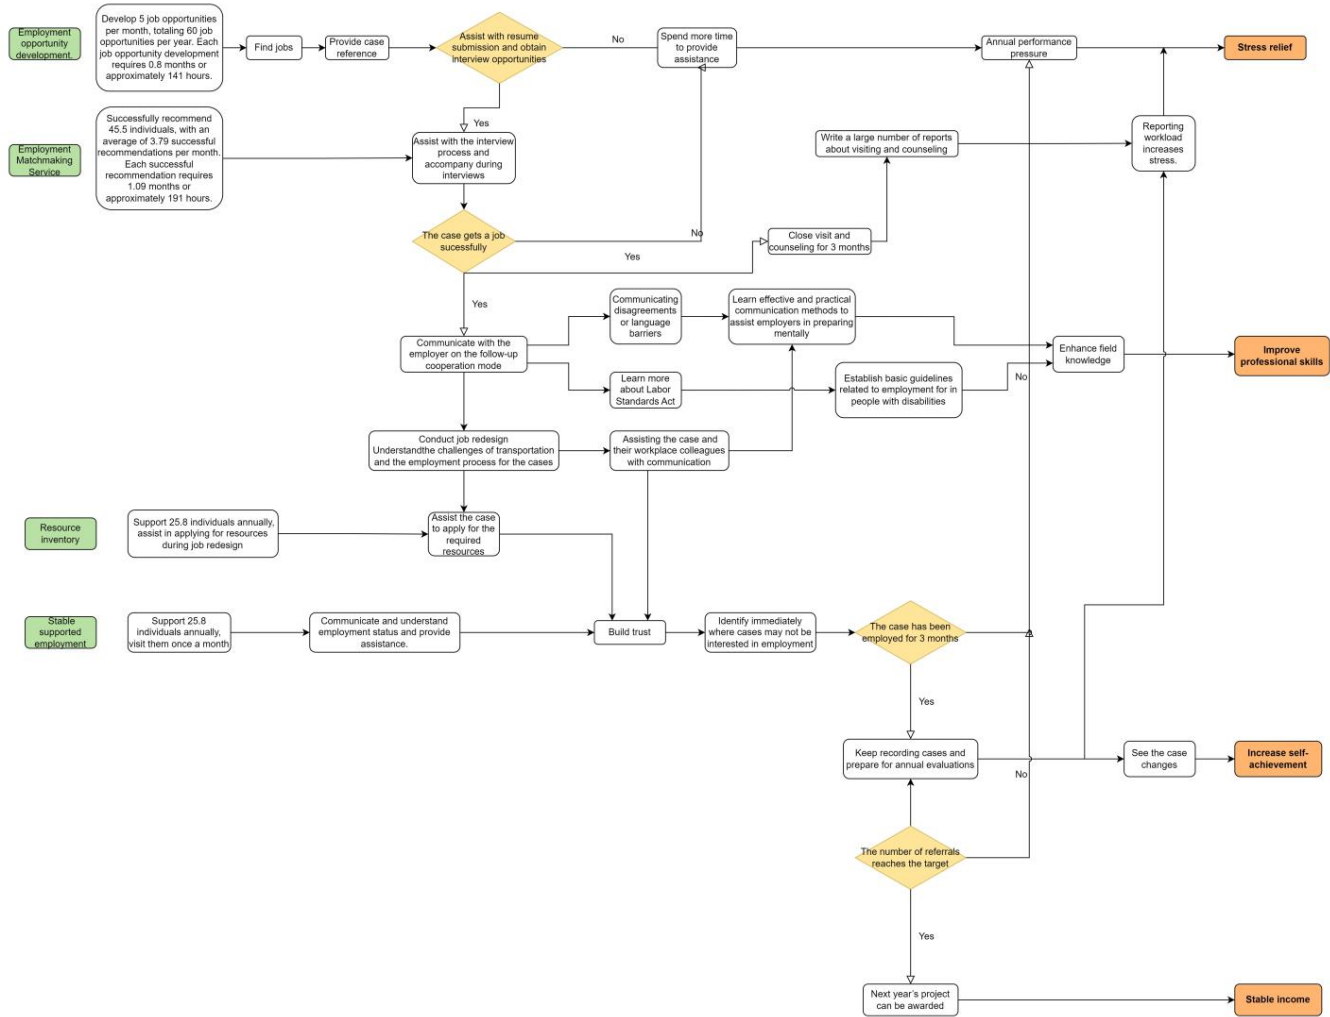 Employment
opportunity
development.
Develop 5 job opportunities
per month, totaling 60 job
opportunities per year. Each
job opportunity development
requires 0.8 months or
approximately 141 hours.
Find jobs
Provide case
reference
Assist with resume
submission and obtain
interview opportunities
No
Spend more time
to provide
assistance
Annual performance
pressure
Stress relief
Yes
Employment
Matchmaking
Service
Successfully recommend
45.5 individuals, with an
average of 3.79 successful
recommendations per month.
Each successful
recommendation requires
1.09 months or
approximately 191 hours.
Assist with the interview
process and
accompany during
interviews
Write a large number of reports
about visiting and counseling
Reporting
workload
increases
stress.
The case gets a job
sucessfully
No
Yes
Close visit and
counseling for 3 months
Yes
Communicating
disagreements
or language
barriers
Learn effective and practical
communication methods to
assist employers in preparing
mentally
Communicate with the
employer on the follow-up
cooperation mode
Enhance field
knowledge
Improve
professional skills
Learn more
about Labor
Standards Act
Establish basic guidelines
related to employment for in
people with disabilities
No
Conduct job redesign
Understandthe challenges of transportation
and the employment process for the cases
Assisting the case and
their workplace colleagues
with communication
Resource
inventory
Support 25.8 individuals annually,
assist in applying for resources
during job redesign
Assist the case
to apply for the
required
resources
Stable
supported
employment
Support 25.8
individuals annually,
visit them once a month
Communicate and understand
employment status and provide
assistance.
Build trust
Identify immediately
where cases may not be
interested in employment
The case has been
employed for 3 months
Yes
Keep recording cases and
prepare for annual evaluations
No
See the case
changes
Increase self-
achievement
The number of referrals
reaches the target
Yes
Next year's project
can be awarded
Stable income